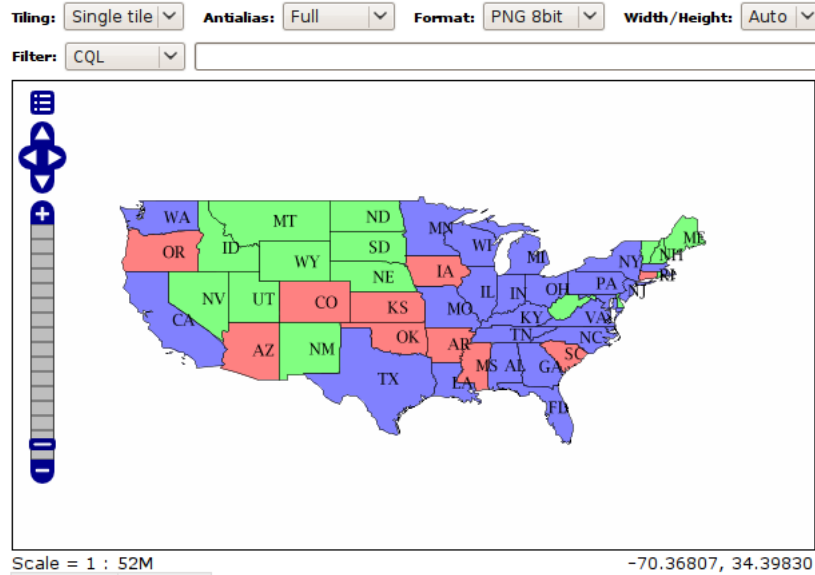 Tiling: Single tile Antialias: Full Format: PNG 8bit Width/Height: Auto
Filter: CQL
WA MT ND MN ME
OR ID SD WI MI NY NH
WY NE IA RI
NV UT CO KS MO IL IN OH PA NJ
CA KY VA
AZ NM OK AR TN NC
TX MS AL GA SC
LA FD
Scale = 1 : 52M -70.36807, 34.39830